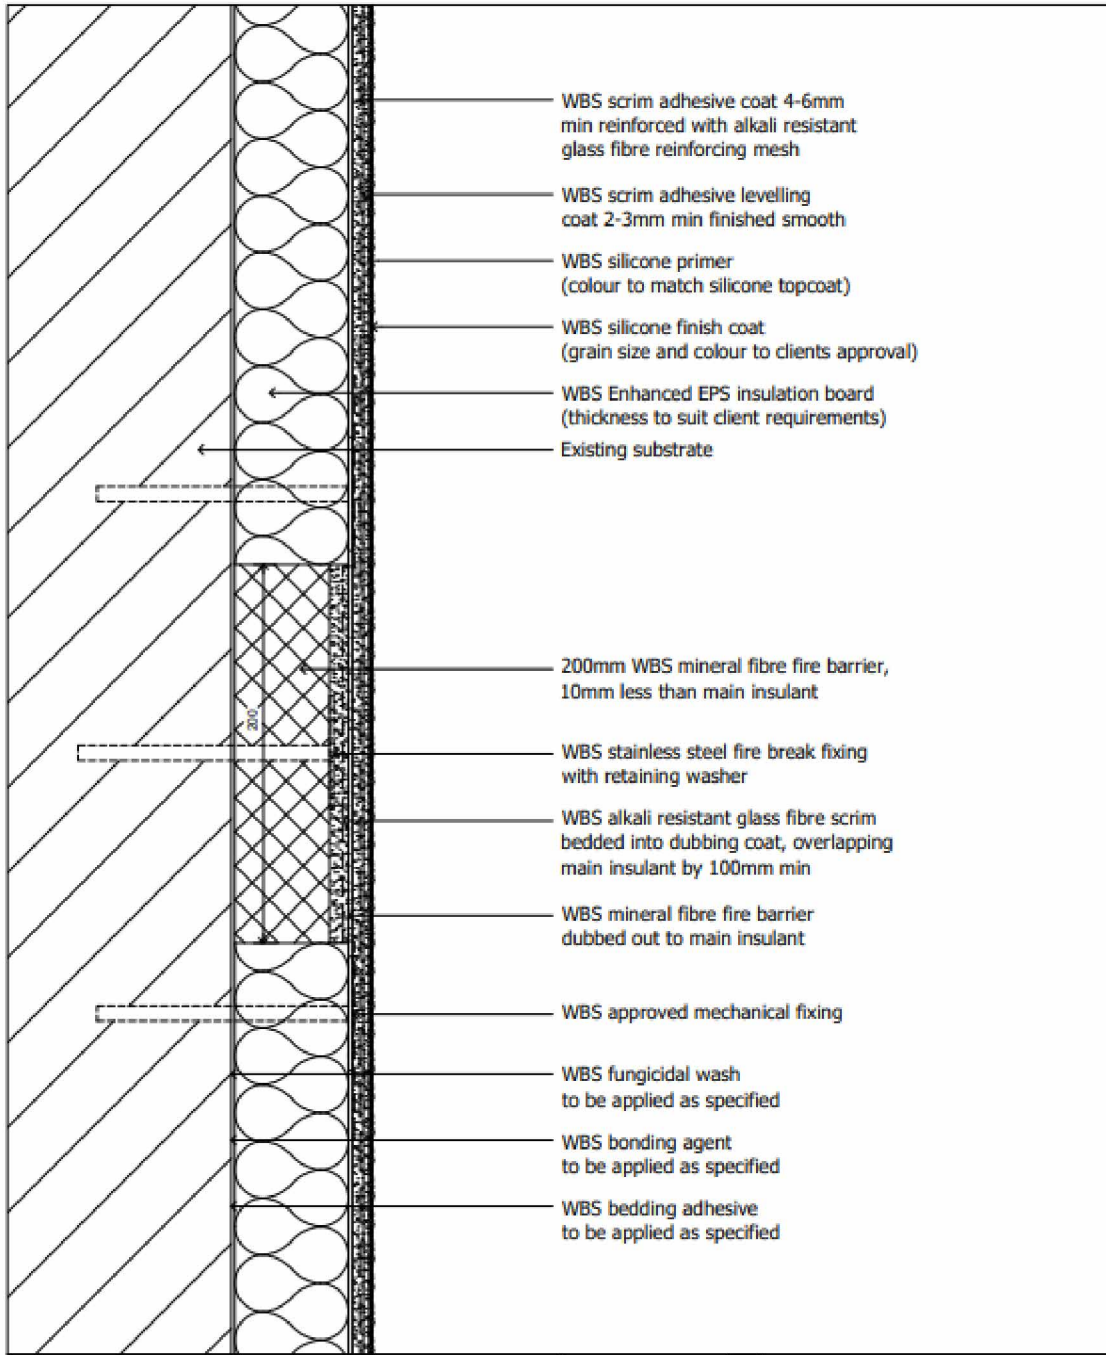 WBS scrim adhesive coat 4-6mm
min reinforced with alkali resistant
glass fibre reinforcing mesh
WBS scrim adhesive levelling
coat 2-3mm min finished smooth
WBS silicone primer
(colour to match silicone topcoat)
WBS silicone finish coat
(grain size and colour to clients approval)
WBS Enhanced EPS insulation board
(thickness to suit client requirements)
Existing substrate
200mm WBS mineral fibre fire barrier,
10mm less than main insulant
200
WBS stainless steel fire break fixing
with retaining washer
WBS alkali resistant glass fibre scrim
bedded into dubbing coat, overlapping
main insulant by 100mm min
WBS mineral fibre fire barrier
dubbed out to main insulant
WBS approved mechanical fixing
WBS fungicidal wash
to be applied as specified
WBS bonding agent
to be applied as specified
WBS bedding adhesive
to be applied as specified